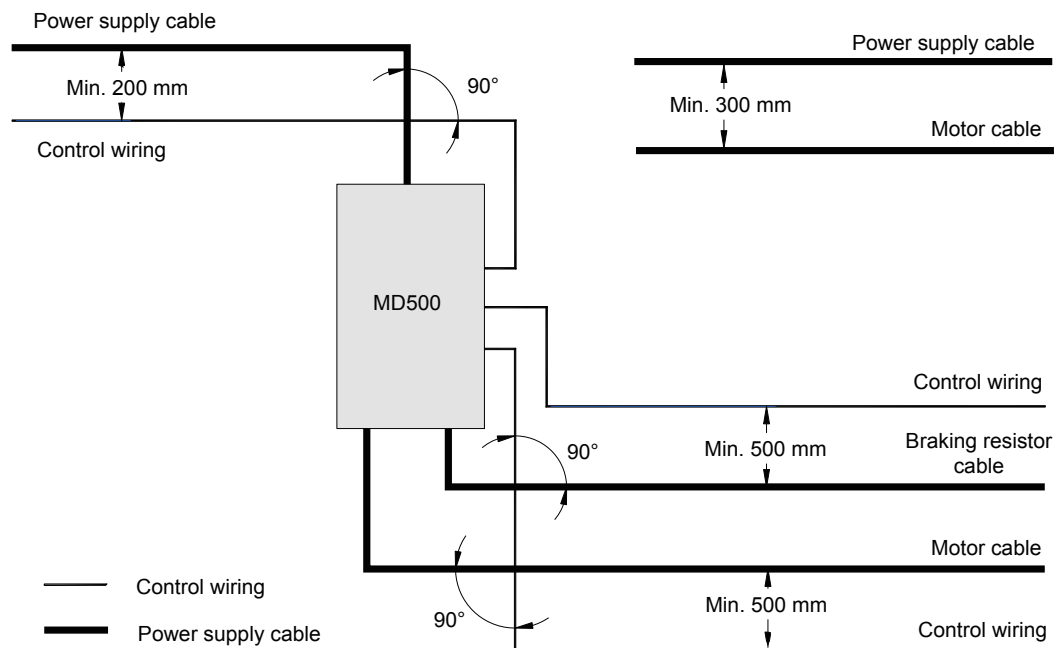 Power supply cable
Min. 200 mm
90°
Control wiring
Power supply cable
Min. 300 mm
Motor cable
MD500
Control wiring
Min. 500 mm
Braking resistor
cable
90°
Motor cable
Min. 500 mm
Control wiring
90°
Control wiring
Power supply cable